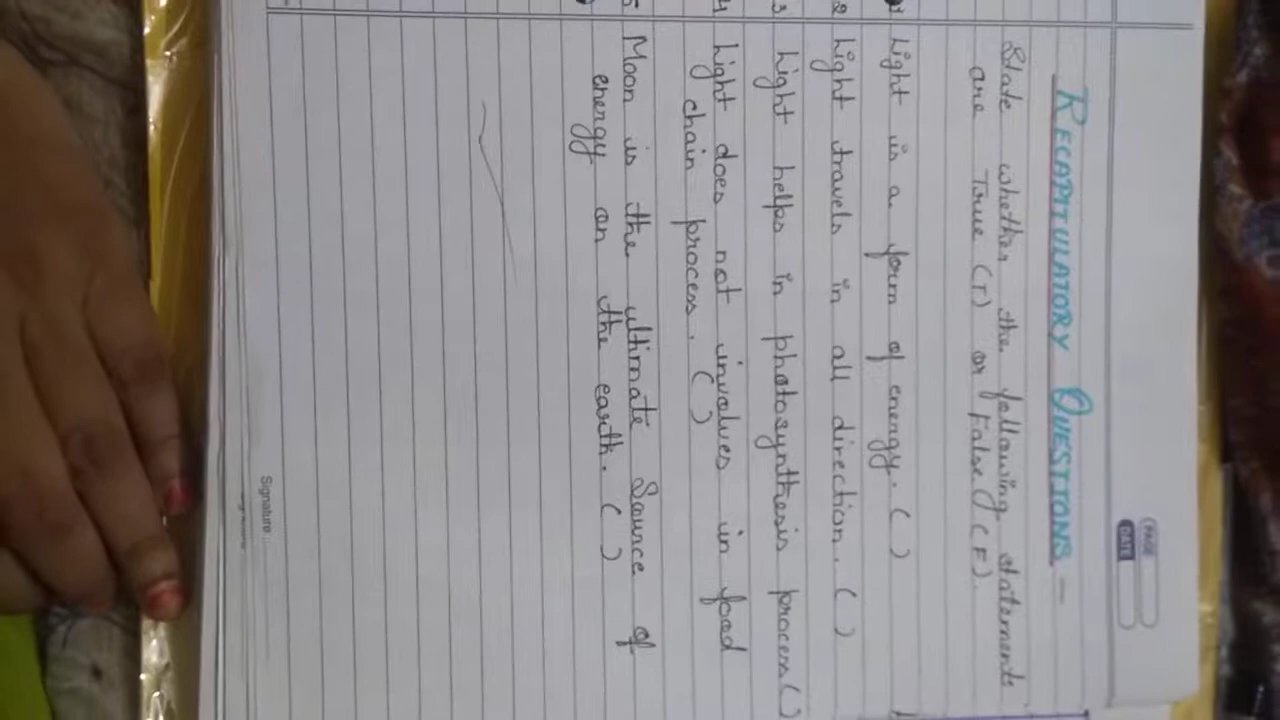 PAGE
DATE
RECAPITULATORY QUESTIONS -
State whether the following statements
are True (T) or False (F).
1 Light is a form of energy. ( )
2 Light travels in all direction. ( )
3 Light helps in photosynthesis process ( )
4 Light does not involves in food
chain process. ( )
5 Moon is the ultimate Source of
energy on the earth. ( )
Signature